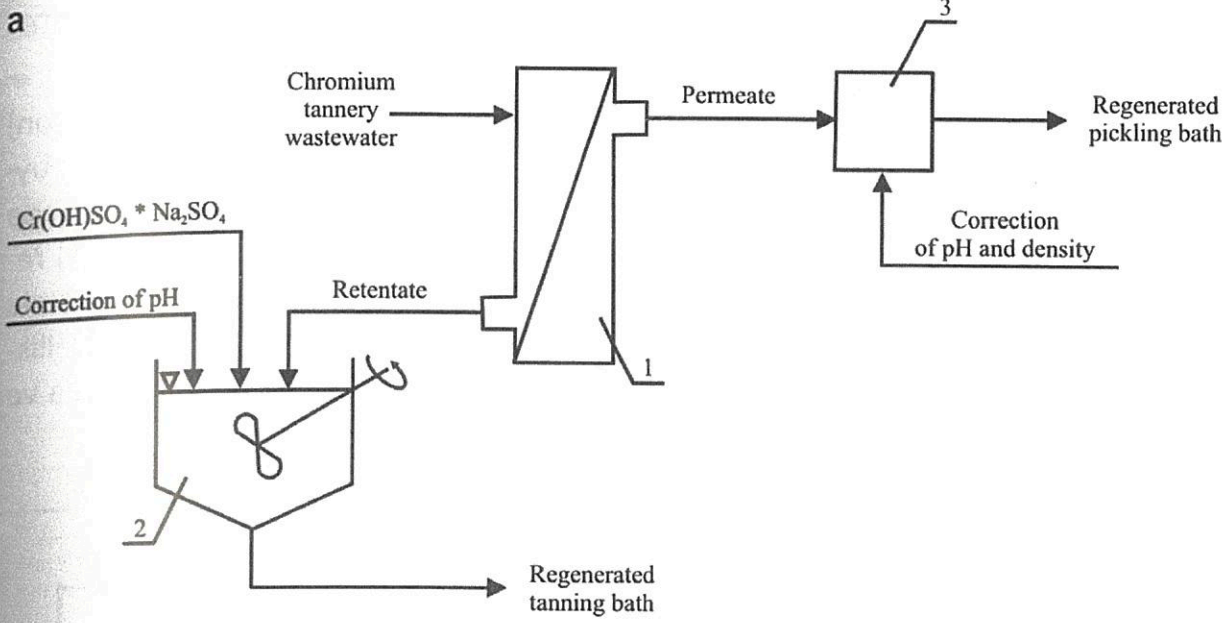 a
3
Chromium
tannery
wastewater
Permeate
Regenerated
pickling bath
Correction
of pH and density
Cr(OH)SO₄ * Na₂SO₄
Correction of pH
Retentate
1
2
Regenerated
tanning bath